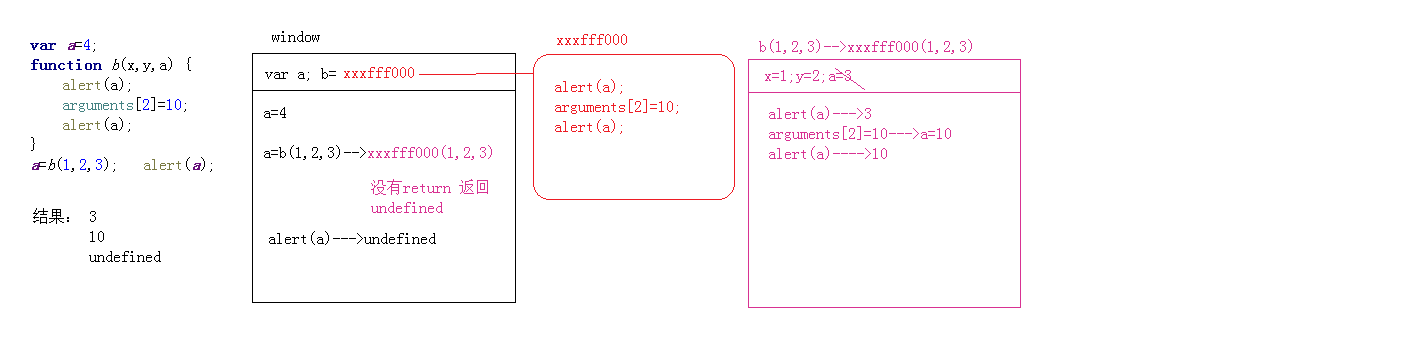 var a=4;
function b(x,y,a) {
alert(a);
arguments[2]=10;
alert(a);
}
a=b(1,2,3); alert(a);
结果： 3
10
undefined
window
var a; b= xxxfff000
a=4
a=b(1,2,3)-->xxxfff000(1,2,3)
没有return 返回
undefined
alert(a)--->undefined
xxxfff000
alert(a);
arguments[2]=10;
alert(a);
b(1,2,3)-->xxxfff000(1,2,3)
x=1;y=2;a=3
alert(a)--->3
arguments[2]=10--->a=10
alert(a)---->10